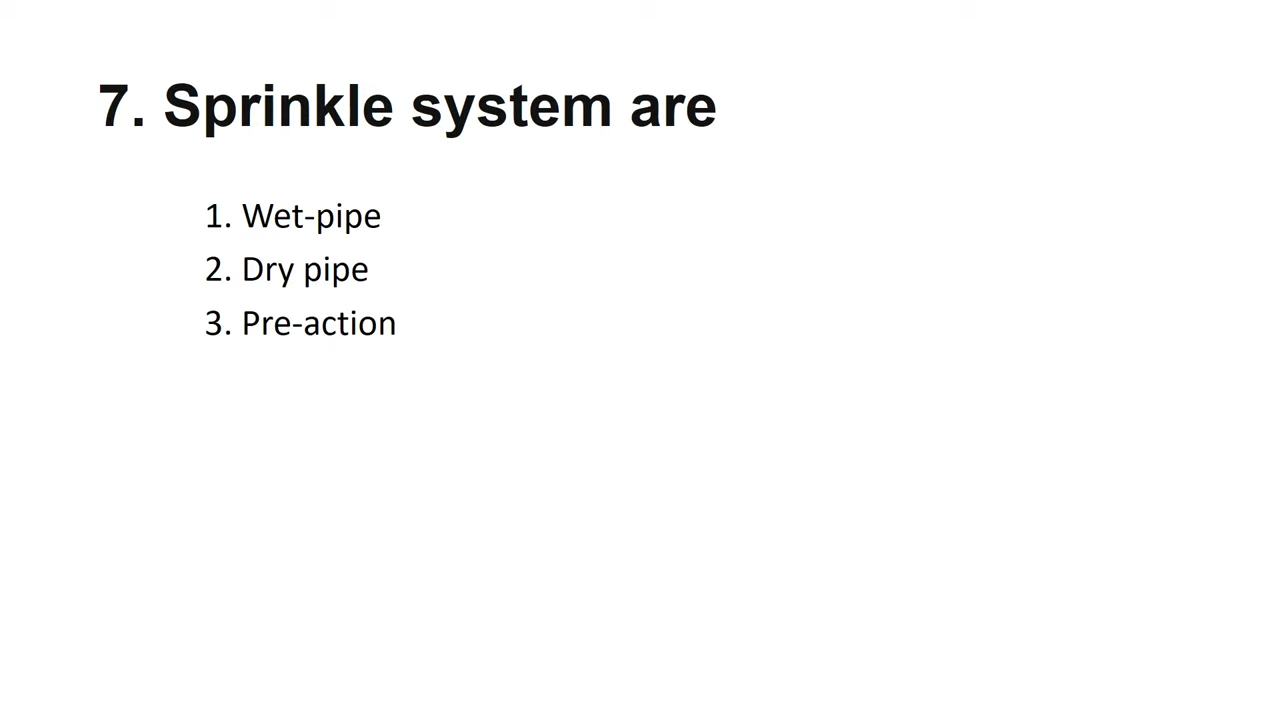 7. Sprinkle system are
1. Wet-pipe
2. Dry pipe
3. Pre-action